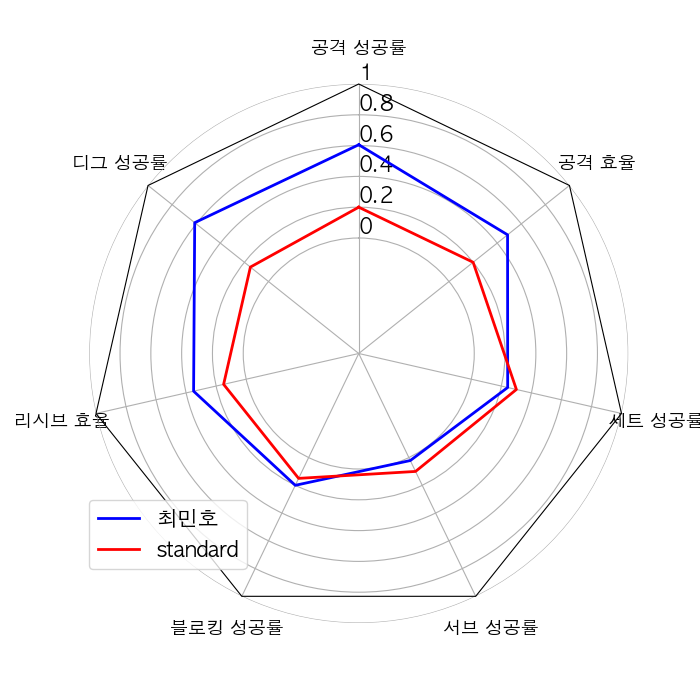 공격 성공률
1
0.8
0.6
0.4
0.2
0
디그 성공률
공격 효율
리시브 효율
세트 성공률
최민호
standard
블로킹 성공률
서브 성공률